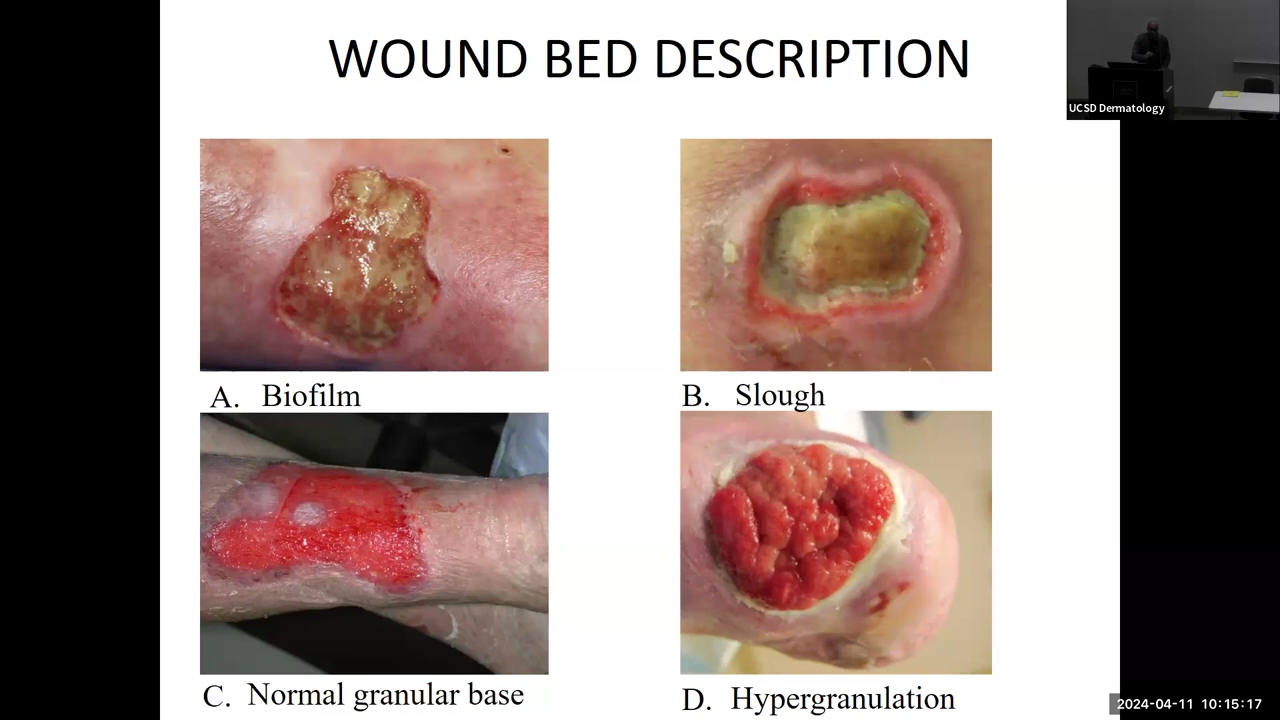 WOUND BED DESCRIPTION
UCSD Dermatology
A. Biofilm
B. Slough
C. Normal granular base
D. Hypergranulation
2024-04-11 10:15:17